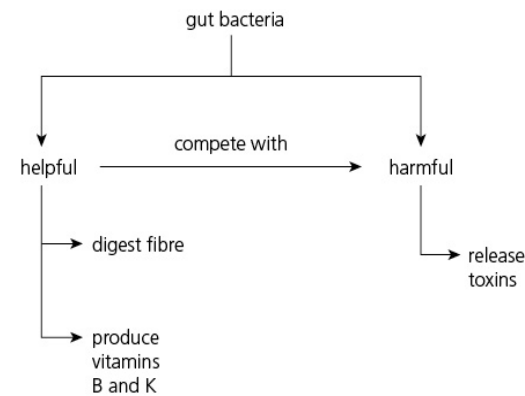 gut bacteria
compete with
helpful
harmful
digest fibre
release
toxins
produce
vitamins
B and K